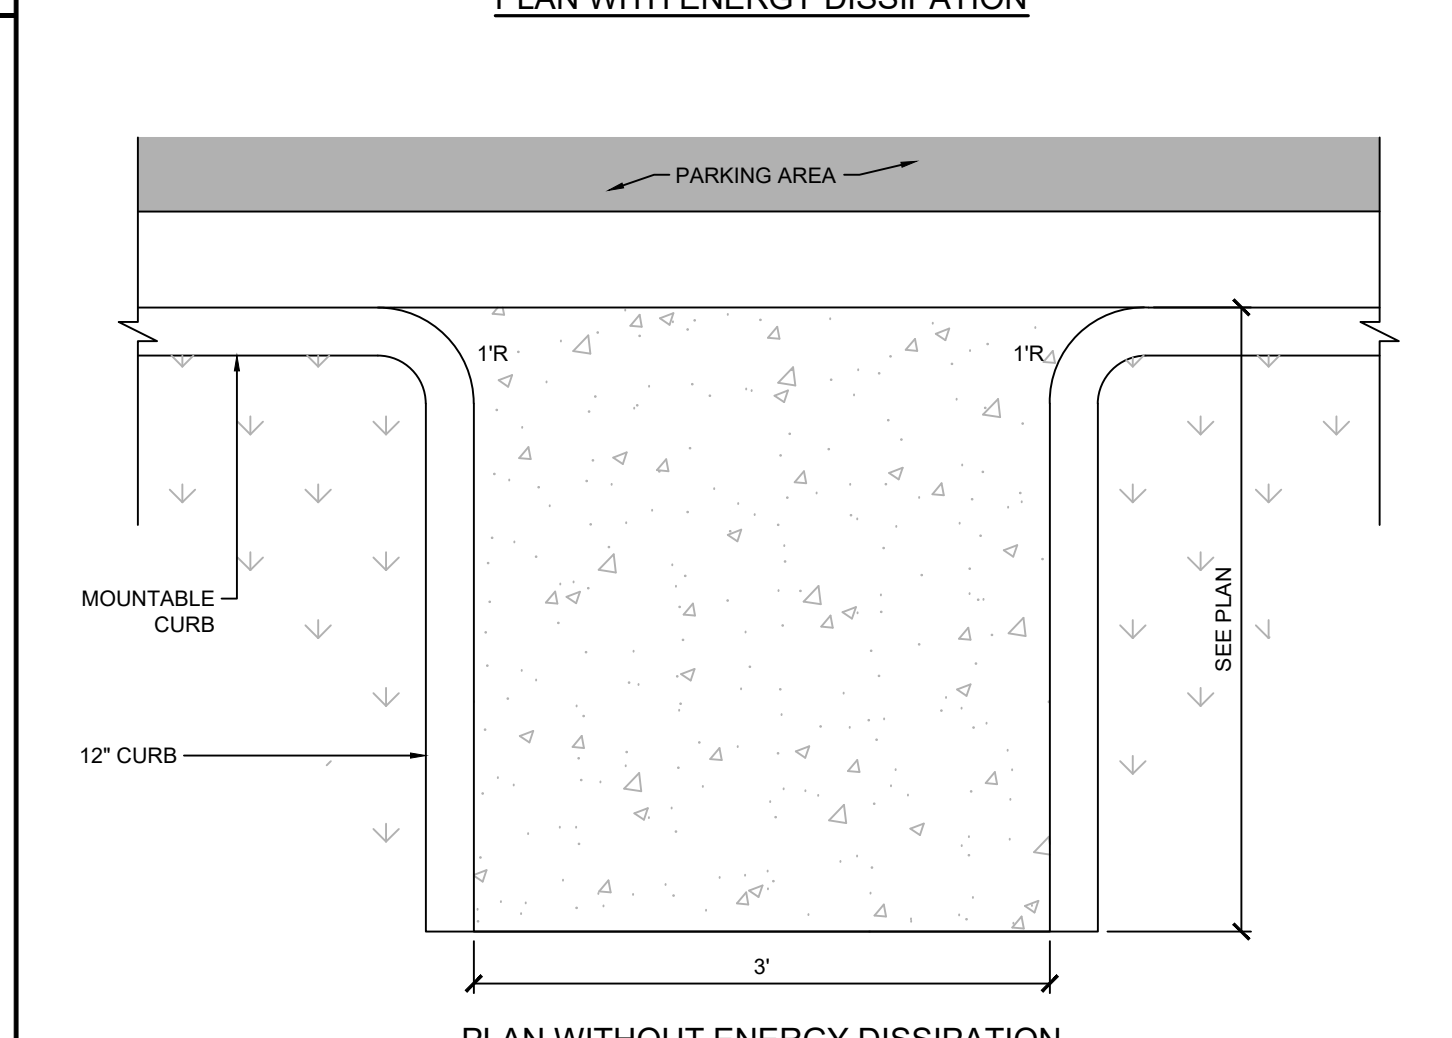 PLAN WITH ENERGY DISSIPATION
PARKING AREA
1'R
1'R
MOUNTABLE
CURB
SEE PLAN
12" CURB
3'
PLAN WITHOUT ENERGY DISSIPATION